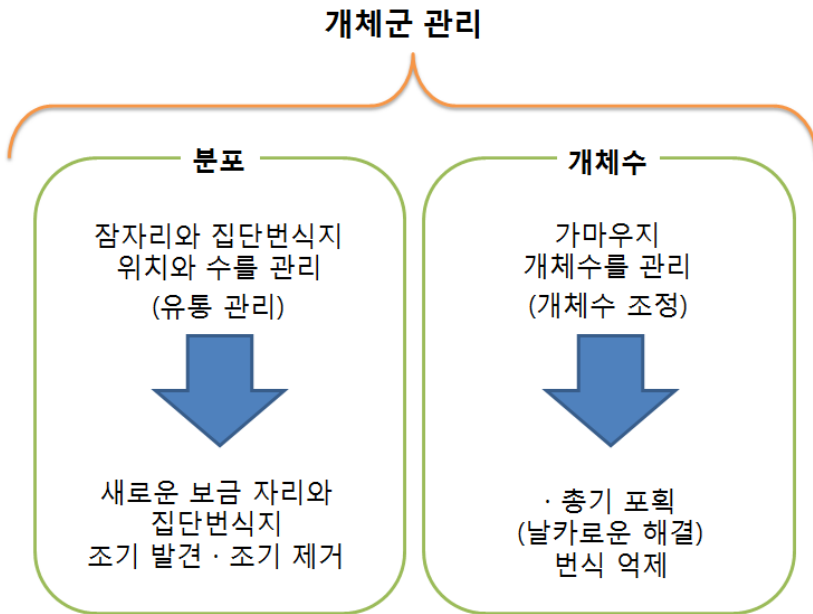 개체군 관리
분포
잠자리와 집단번식지
위치와 수를 관리
(유통 관리)
새로운 보금 자리와
집단번식지
조기 발견 · 조기 제거
개체수
가마우지
개체수를 관리
(개체수 조정)
· 총기 포획
(날카로운 해결)
번식 억제